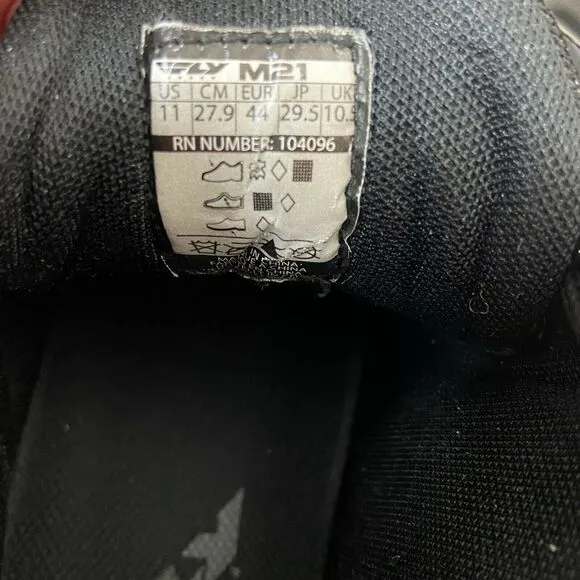 FLY M21
US CM EUR JP UK
11 27.9 44 29.5 10.5
RN NUMBER: 104096
MADE IN CHINA